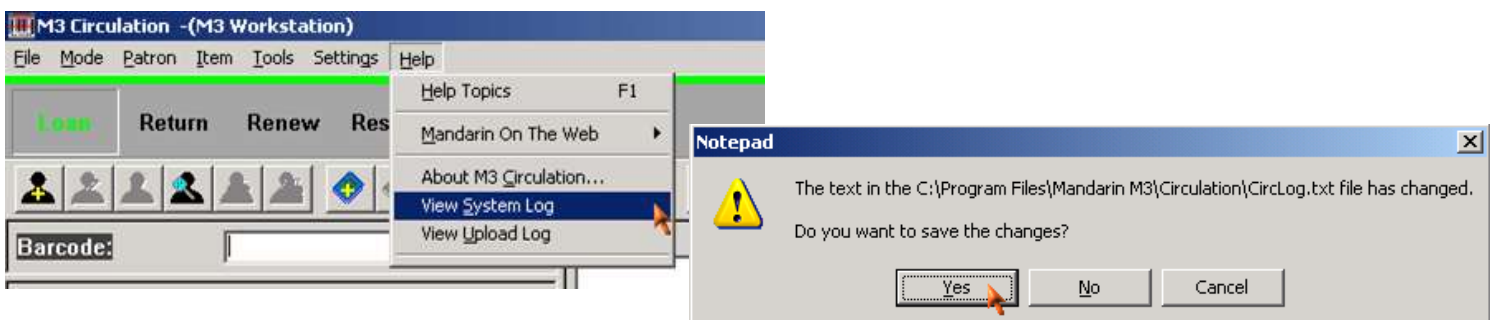 M3 Circulation -(M3 Workstation)
File Mode Patron Item Tools Settings Help
Loan Return Renew Res
Help Topics F1
Mandarin On The Web
About M3 Circulation...
View System Log
View Upload Log
Barcode:
Notepad
The text in the C:\Program Files\Mandarin M3\Circulation\CircLog.txt file has changed.
Do you want to save the changes?
Yes No Cancel